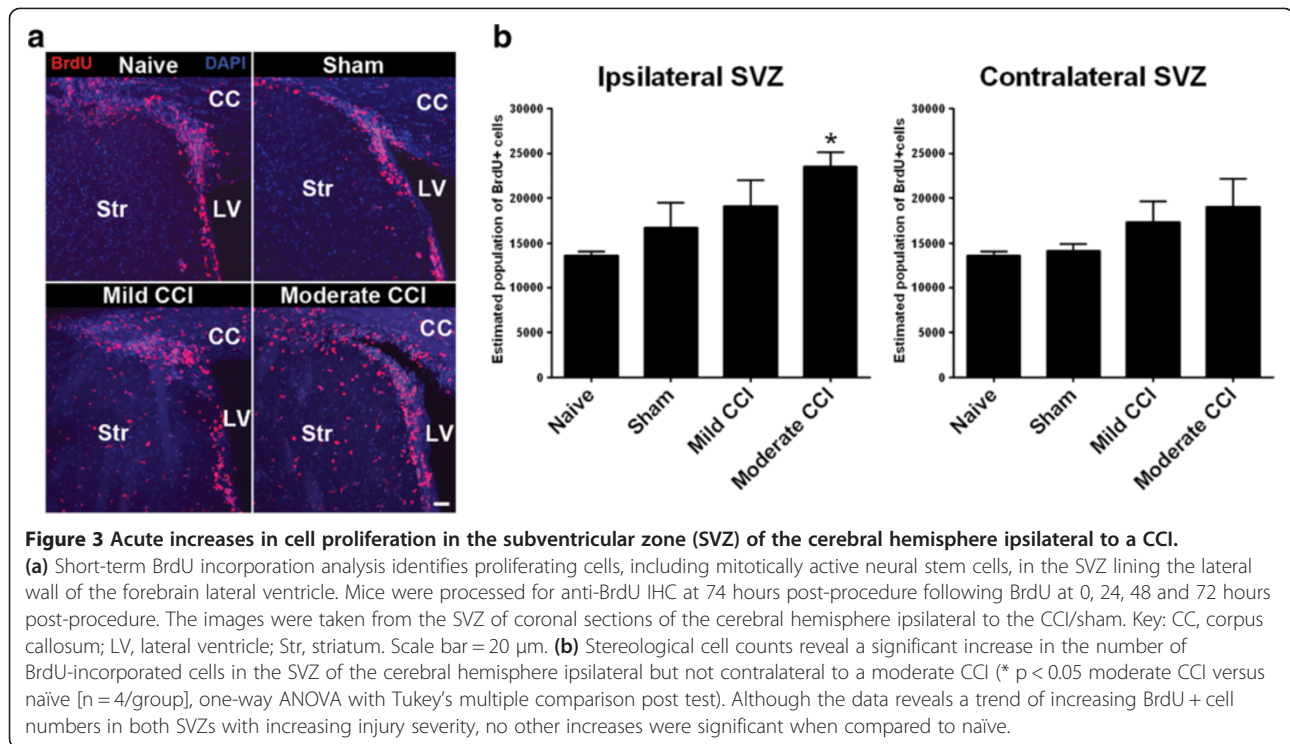 a
BrdU Naive DAPI
CC
Str
LV
Sham
CC
Str
LV
Mild CCI
CC
Str
LV
Moderate CCI
CC
Str
LV
b
Ipsilateral SVZ
Estimated population of BrdU+ cells
30000
25000
20000
15000
10000
5000
0
*
Naive
Sham
Mild CCI
Moderate CCI
Contralateral SVZ
Estimated population of BrdU+cells
30000
25000
20000
15000
10000
5000
0
Naive
Sham
Mild CCI
Moderate CCI
Figure 3 Acute increases in cell proliferation in the subventricular zone (SVZ) of the cerebral hemisphere ipsilateral to a CCI.
(a) Short-term BrdU incorporation analysis identifies proliferating cells, including mitotically active neural stem cells, in the SVZ lining the lateral
wall of the forebrain lateral ventricle. Mice were processed for anti-BrdU IHC at 74 hours post-procedure following BrdU at 0, 24, 48 and 72 hours
post-procedure. The images were taken from the SVZ of coronal sections of the cerebral hemisphere ipsilateral to the CCI/sham. Key: CC, corpus
callosum; LV, lateral ventricle; Str, striatum. Scale bar = 20 μm. (b) Stereological cell counts reveal a significant increase in the number of
BrdU-incorporated cells in the SVZ of the cerebral hemisphere ipsilateral but not contralateral to a moderate CCI (* p < 0.05 moderate CCI versus
naïve [n = 4/group], one-way ANOVA with Tukey's multiple comparison post test). Although the data reveals a trend of increasing BrdU + cell
numbers in both SVZs with increasing injury severity, no other increases were significant when compared to naïve.